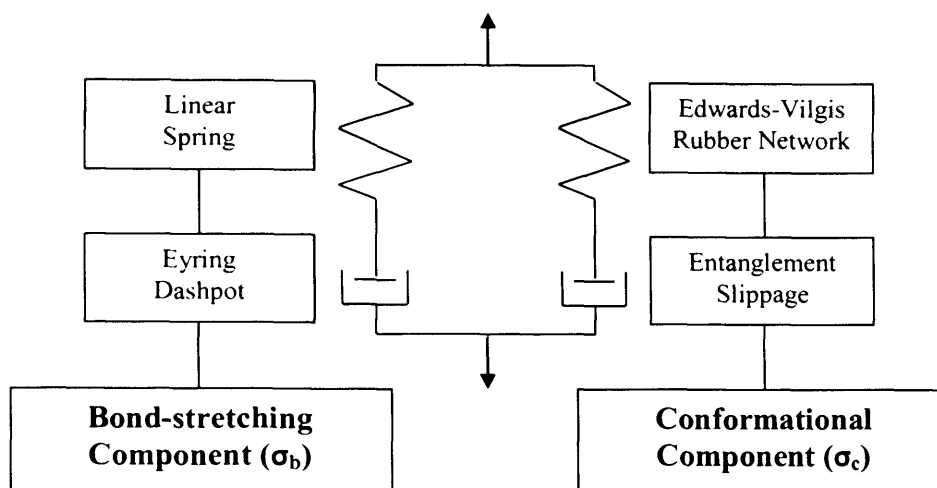 Linear
Spring
Edwards-Vilgis
Rubber Network
Eyring
Dashpot
Entanglement
Slippage
Bond-stretching
Component (σb)
Conformational
Component (σc)